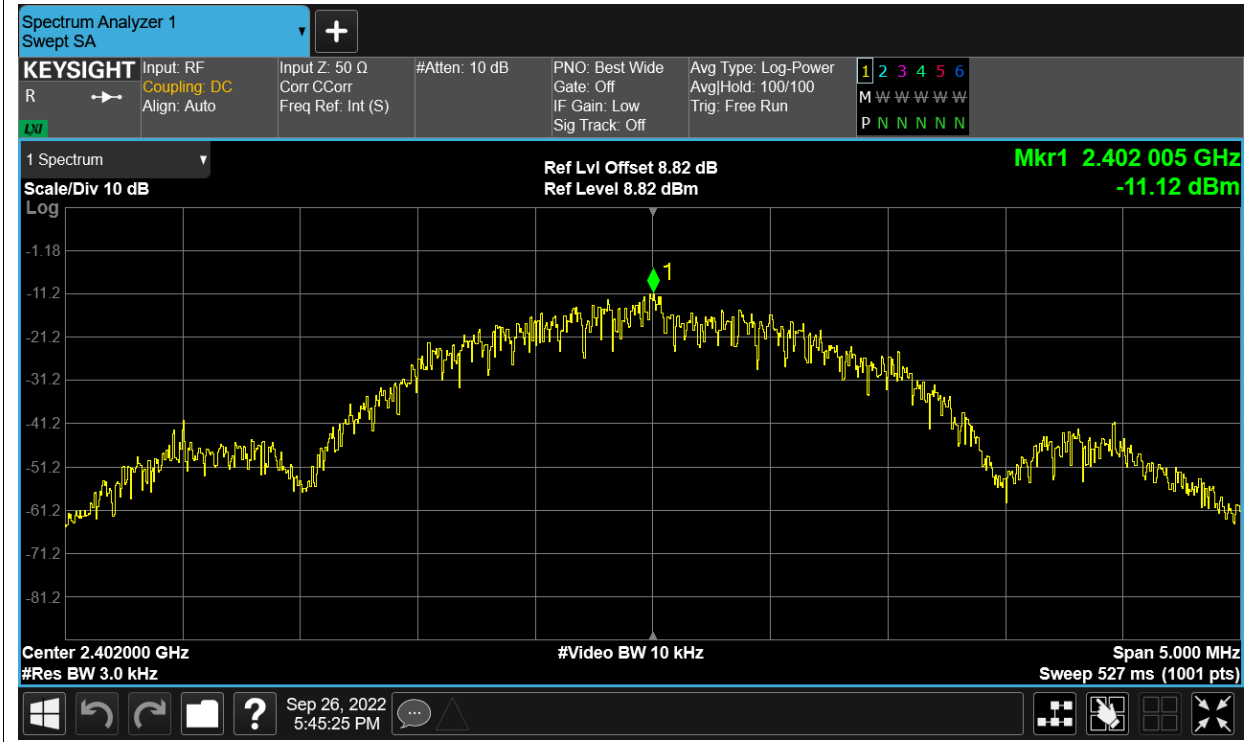 Spectrum Analyzer 1
Swept SA
KEYSIGHT
R
LXI
Input: RF
Coupling: DC
Align: Auto
Input Z: 50 Ω
Corr CCorr
Freq Ref: Int (S)
#Atten: 10 dB
PNO: Best Wide
Gate: Off
IF Gain: Low
Sig Track: Off
Avg Type: Log-Power
Avg|Hold: 100/100
Trig: Free Run
1 2 3 4 5 6
M W W W W W
P N N N N N
1 Spectrum
Scale/Div 10 dB
Log
Ref Lvl Offset 8.82 dB
Ref Level 8.82 dBm
Mkr1 2.402 005 GHz
-11.12 dBm
1
-1.18
-11.2
-21.2
-31.2
-41.2
-51.2
-61.2
-71.2
-81.2
Center 2.402000 GHz
#Video BW 10 kHz
Span 5.000 MHz
#Res BW 3.0 kHz
Sweep 527 ms (1001 pts)
?
Sep 26, 2022
5:45:25 PM